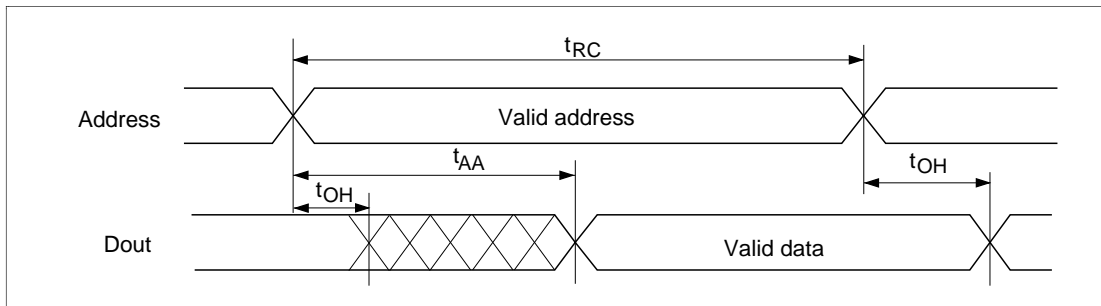 tRC
Address
Valid address
tAA
tOH
tOH
Dout
Valid data